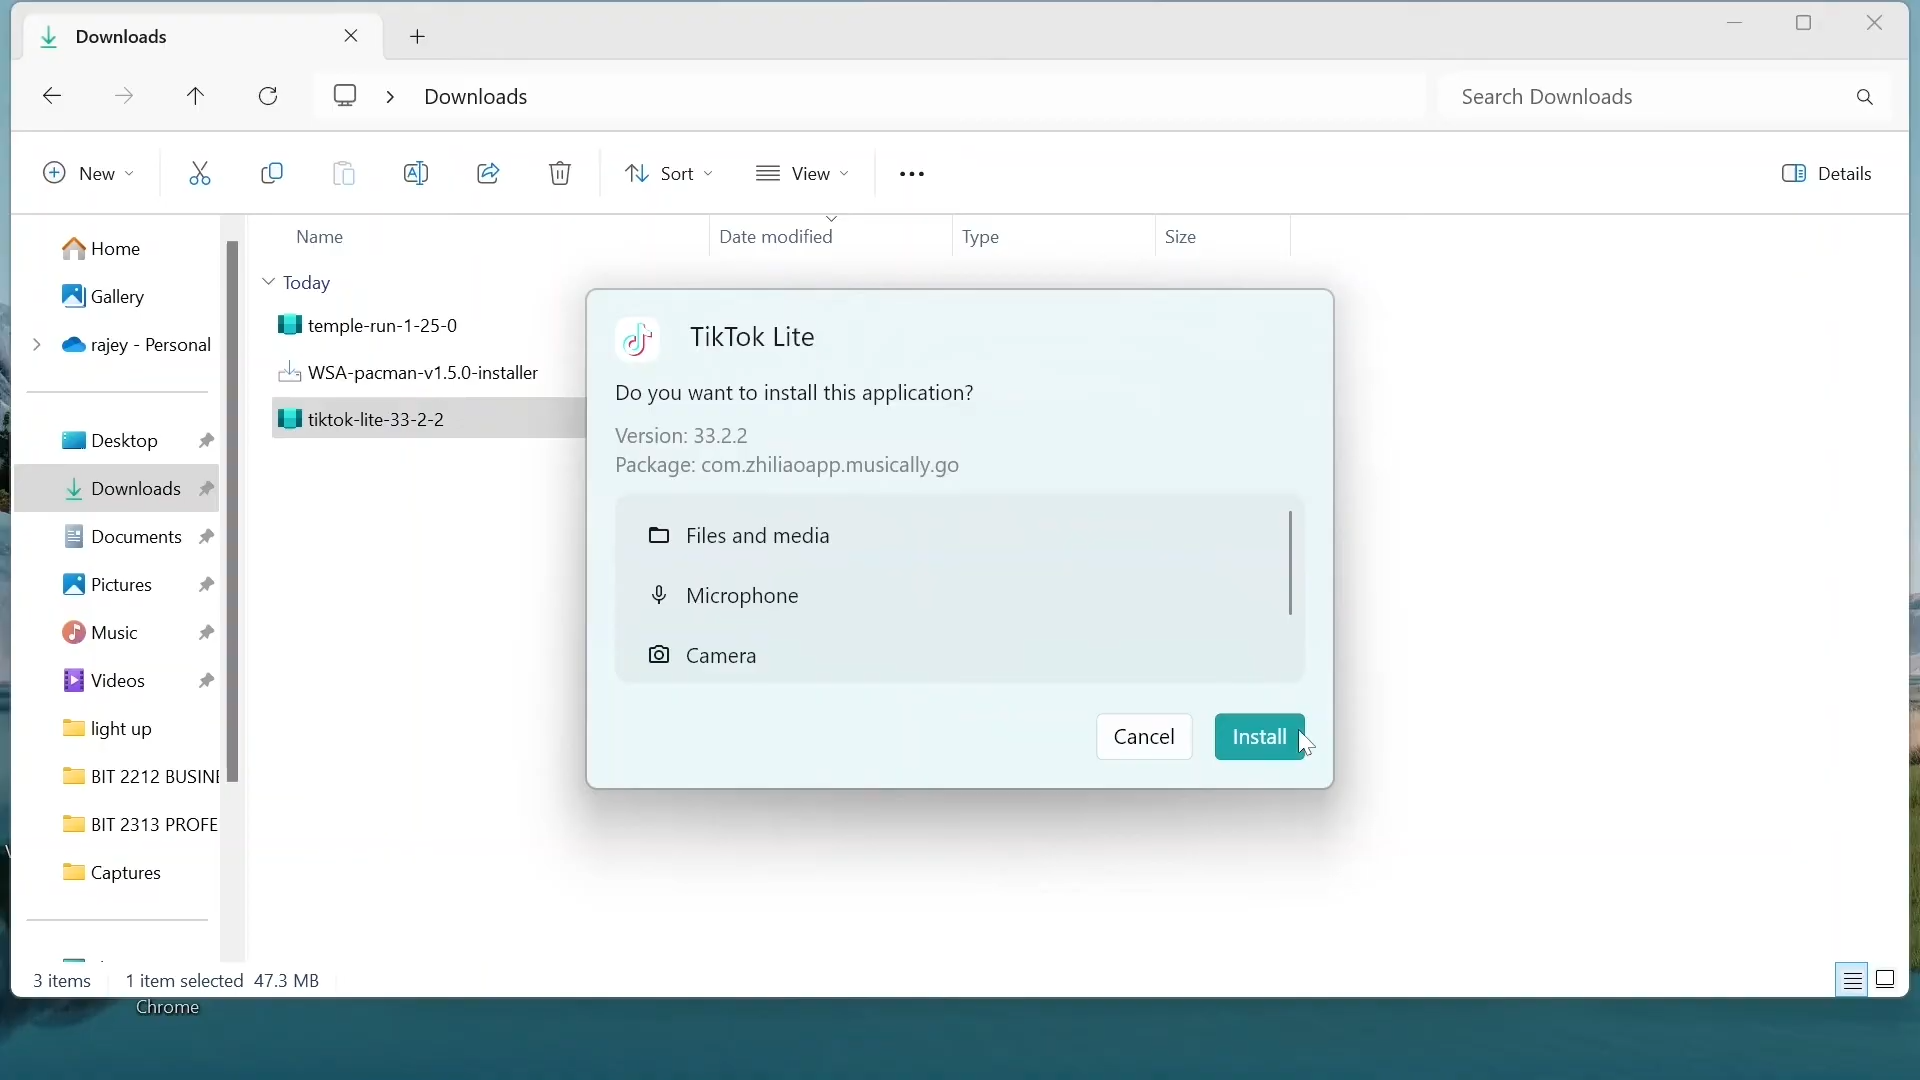 Downloads
Downloads
Search Downloads
New
Sort
View
Details
Name
Date modified
Type
Size
Home
Gallery
rajey - Personal
Desktop
Downloads
Documents
Pictures
Music
Videos
light up
BIT 2212 BUSINE
BIT 2313 PROFE
Captures
Today
temple-run-1-25-0
WSA-pacman-v1.5.0-installer
tiktok-lite-33-2-2
TikTok Lite
Do you want to install this application?
Version: 33.2.2
Package: com.zhiliaoapp.musically.go
Files and media
Microphone
Camera
Cancel
Install
3 items
1 item selected 47.3 MB
Chrome